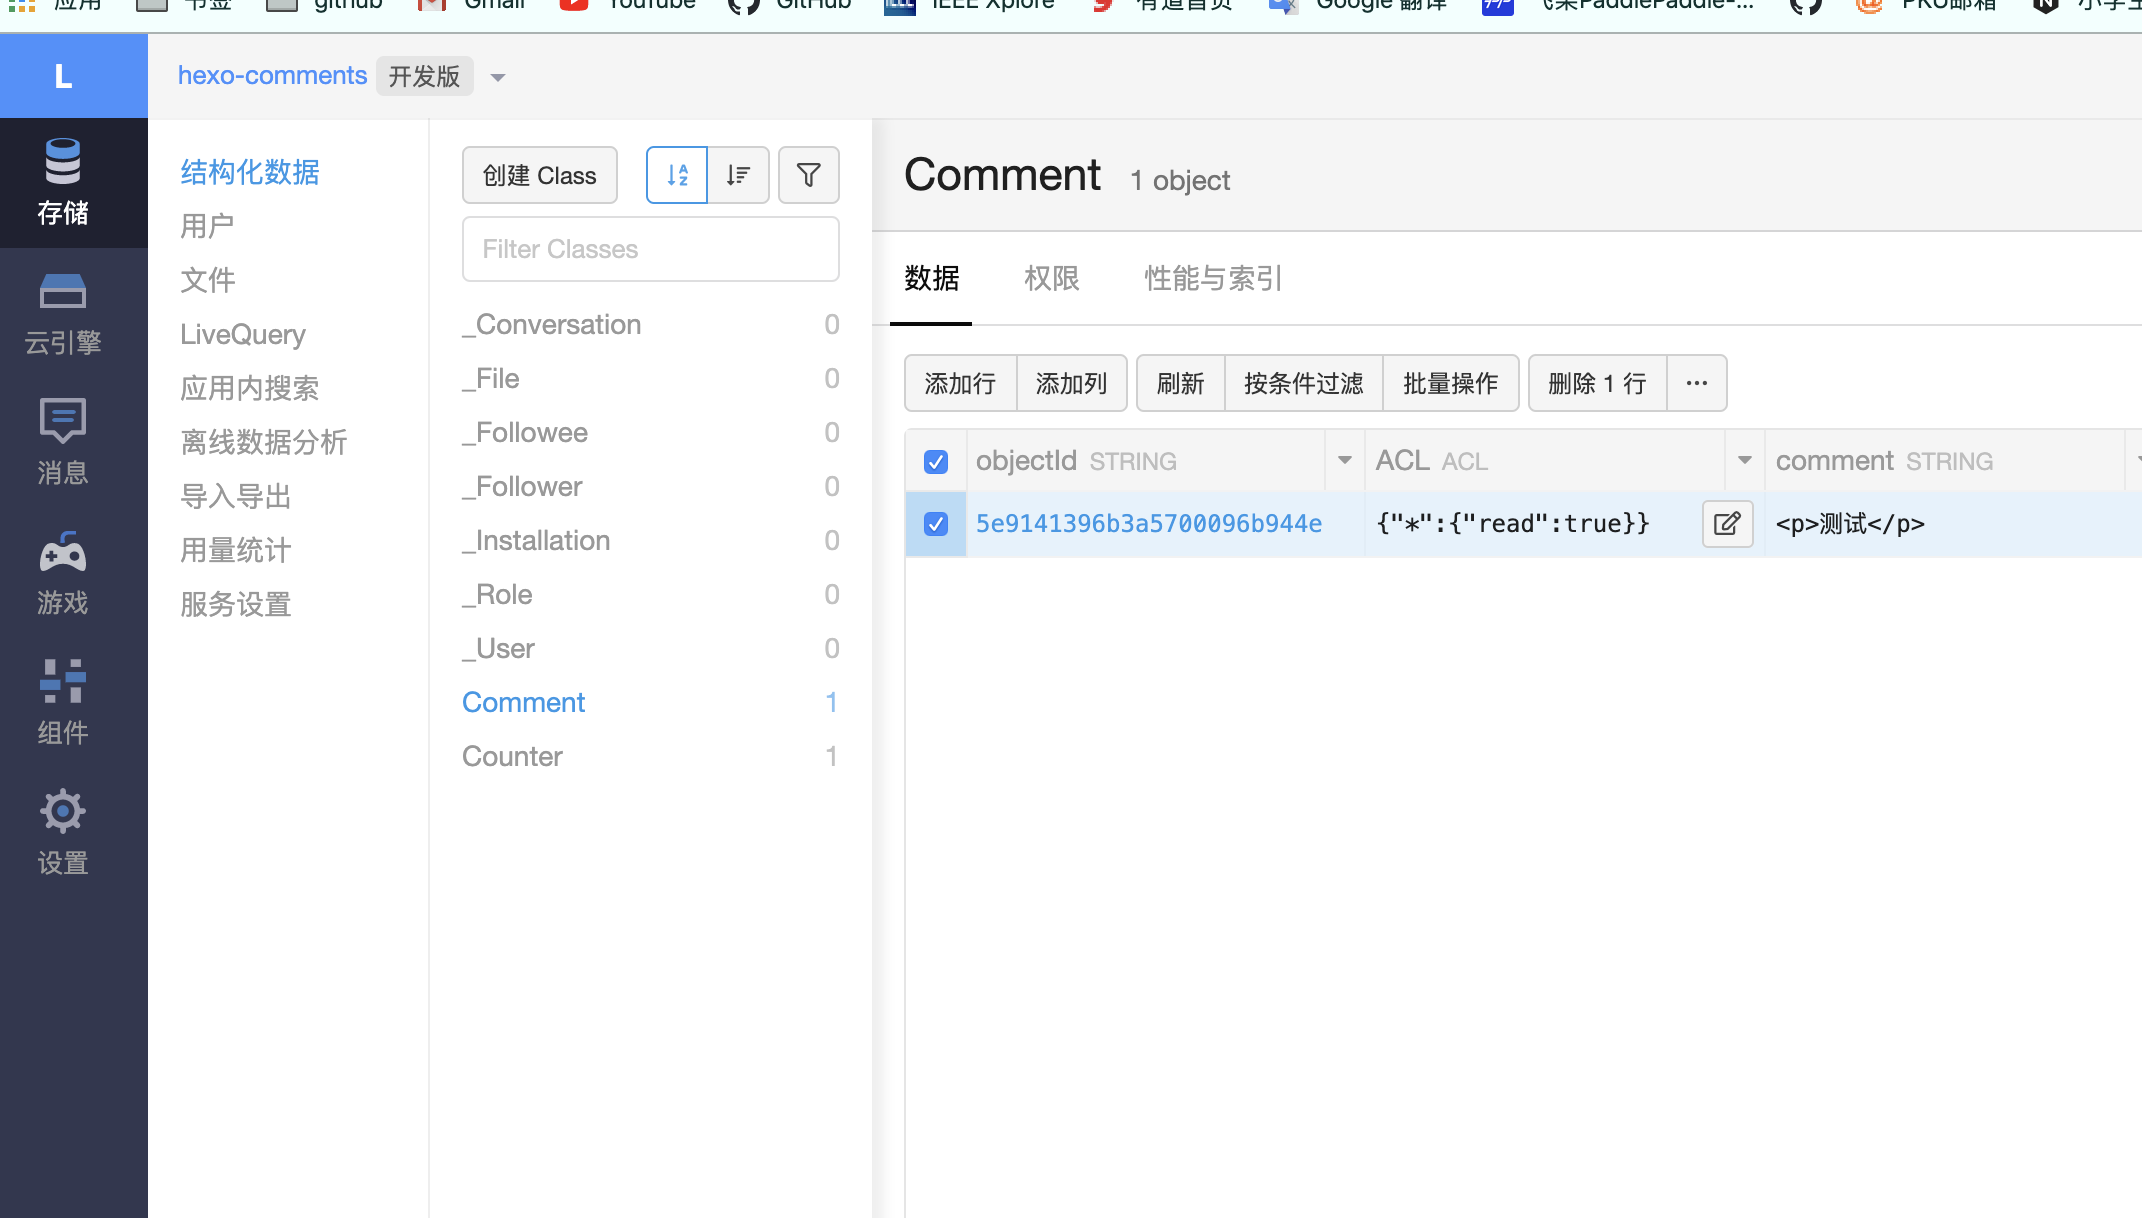 应用 书签 github Gmail YouTube GitHub IEEE Xplore 有道首页 Google 翻译 飞桨PaddlePaddle-... PKU邮箱
L
hexo-comments 开发版
存储
云引擎
消息
游戏
组件
设置
结构化数据
用户
文件
LiveQuery
应用内搜索
离线数据分析
导入导出
用量统计
服务设置
创建 Class
Filter Classes
_Conversation 0
_File 0
_Followee 0
_Follower 0
_Installation 0
_Role 0
_User 0
Comment 1
Counter 1
Comment 1 object
数据 权限 性能与索引
添加行 添加列 刷新 按条件过滤 批量操作 删除 1 行 ···
objectId STRING ACL ACL comment STRING
5e9141396b3a5700096b944e {"*":{"read":true}} <p>测试</p>